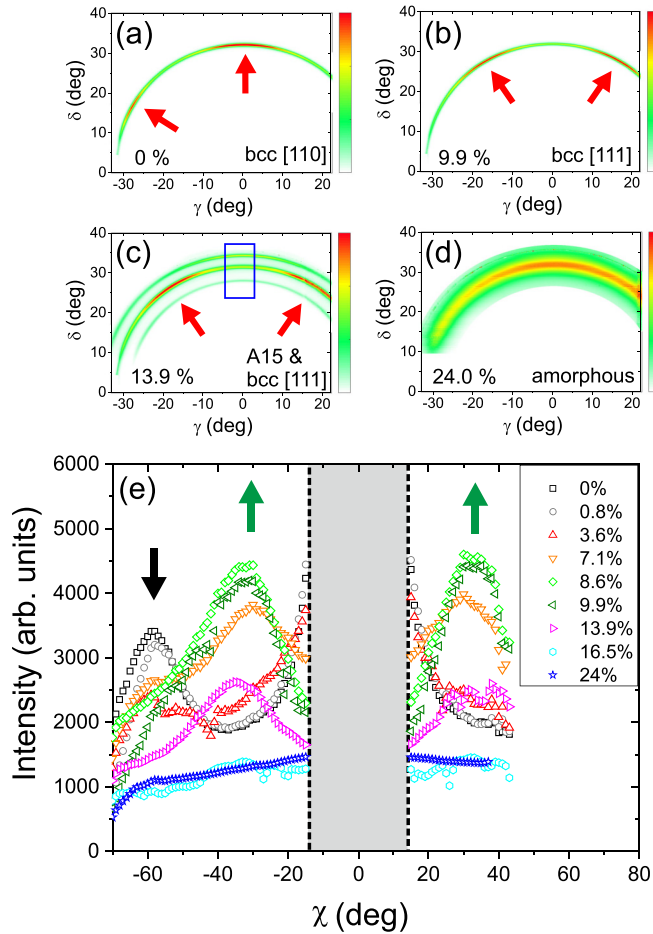 (a)
40
30
20
10
0
δ (deg)
0 %
bcc [110]
-30 -20 -10 0 10 20
γ (deg)
(b)
40
30
20
10
0
δ (deg)
9.9 %
bcc [111]
-30 -20 -10 0 10 20
γ (deg)
(c)
40
30
20
10
0
δ (deg)
A15 &
13.9 %
bcc [111]
-30 -20 -10 0 10 20
γ (deg)
(d)
40
30
20
10
0
δ (deg)
24.0 %
amorphous
-30 -20 -10 0 10 20
γ (deg)
(e)
6000
5000
4000
3000
2000
1000
0
Intensity (arb. units)
0%
0.8%
3.6%
7.1%
8.6%
9.9%
13.9%
16.5%
24%
-60 -40 -20 0 20 40 60 80
χ (deg)